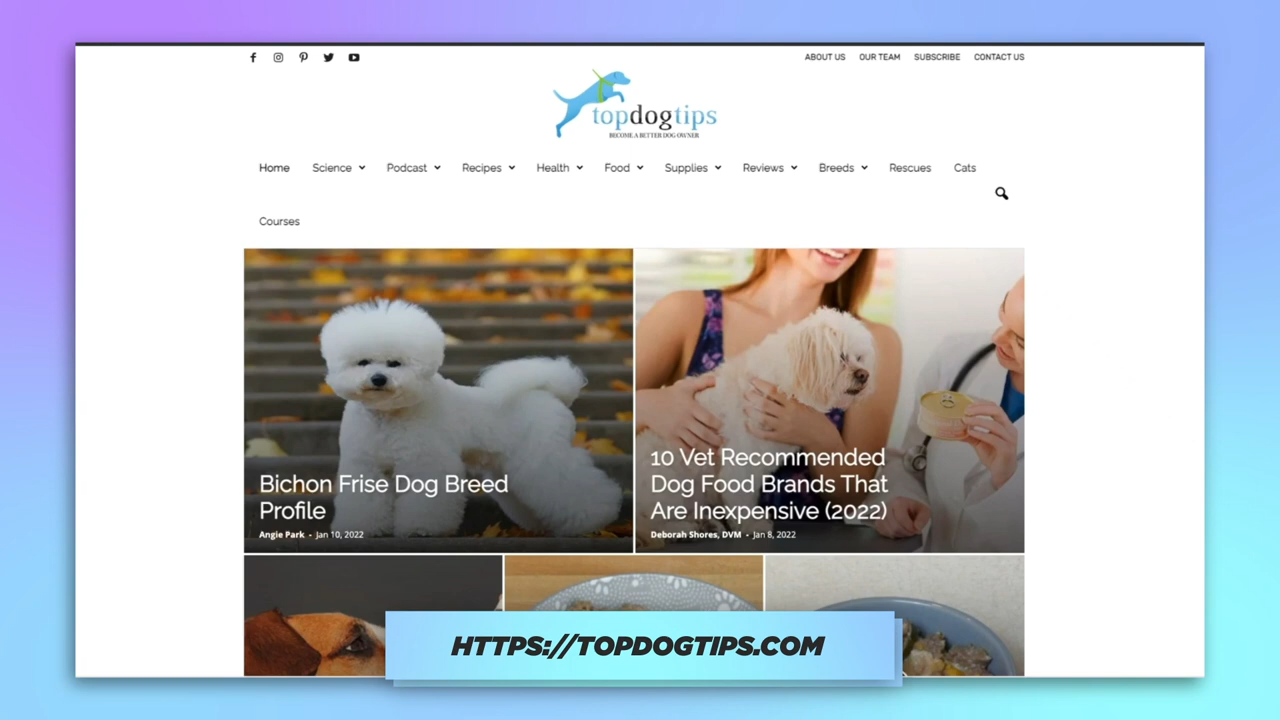 ABOUT US OUR TEAM SUBSCRIBE CONTACT US
topdogtips
BECOME A BETTER DOG OWNER
Home Science Podcast Recipes Health Food Supplies Reviews Breeds Rescues Cats
Courses
Bichon Frise Dog Breed
Profile
Angie Park - Jan 10, 2022
10 Vet Recommended
Dog Food Brands That
Are Inexpensive (2022)
Deborah Shores, DVM - Jan 8, 2022
HTTPS://TOPDOGTIPS.COM